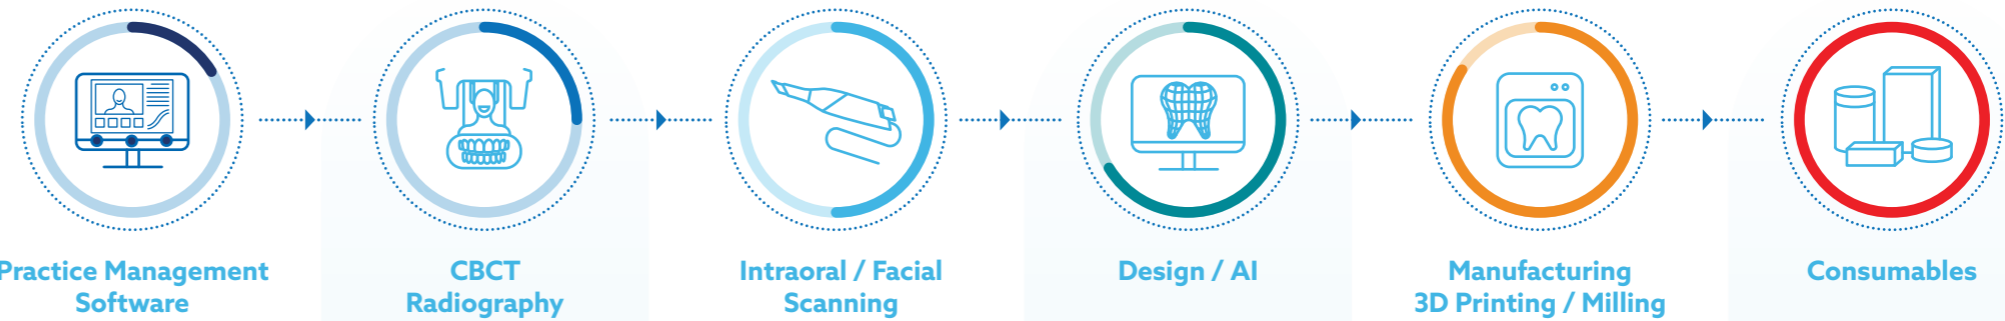 Practice Management
Software
CBCT
Radiography
Intraoral / Facial
Scanning
Design / AI
Manufacturing
3D Printing / Milling
Consumables